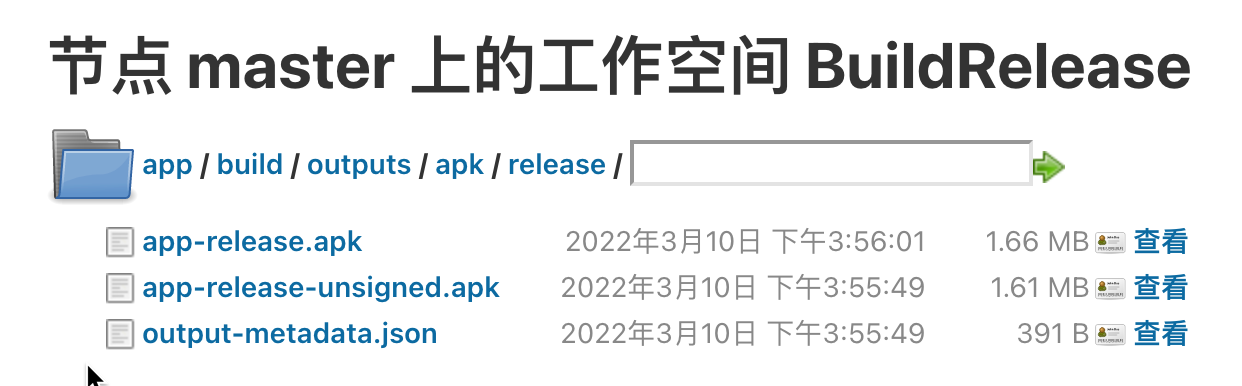 节点 master 上的工作空间 BuildRelease
app / build / outputs / apk / release /
app-release.apk 2022年3月10日 下午3:56:01 1.66 MB 查看
app-release-unsigned.apk 2022年3月10日 下午3:55:49 1.61 MB 查看
output-metadata.json 2022年3月10日 下午3:55:49 391 B 查看